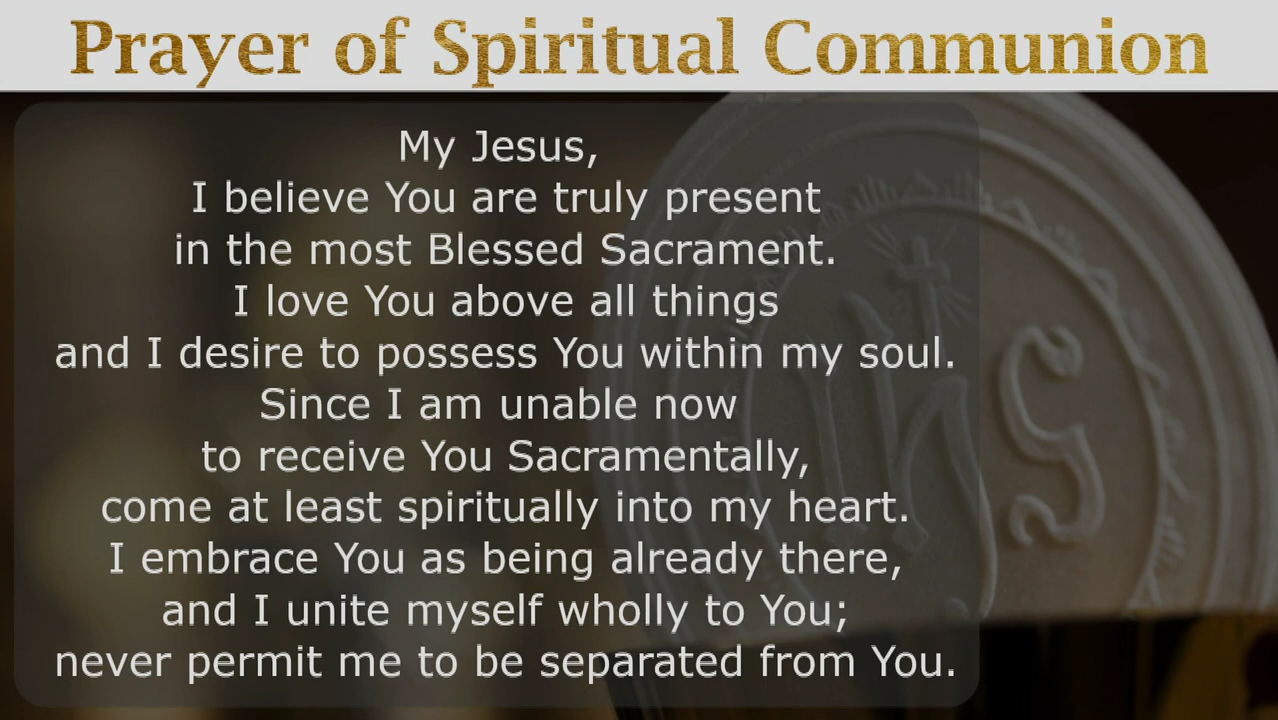 Prayer of Spiritual Communion
My Jesus,
I believe You are truly present
in the most Blessed Sacrament.
I love You above all things
and I desire to possess You within my soul.
Since I am unable now
to receive You Sacramentally,
come at least spiritually into my heart.
I embrace You as being already there,
and I unite myself wholly to You;
never permit me to be separated from You.
IHS